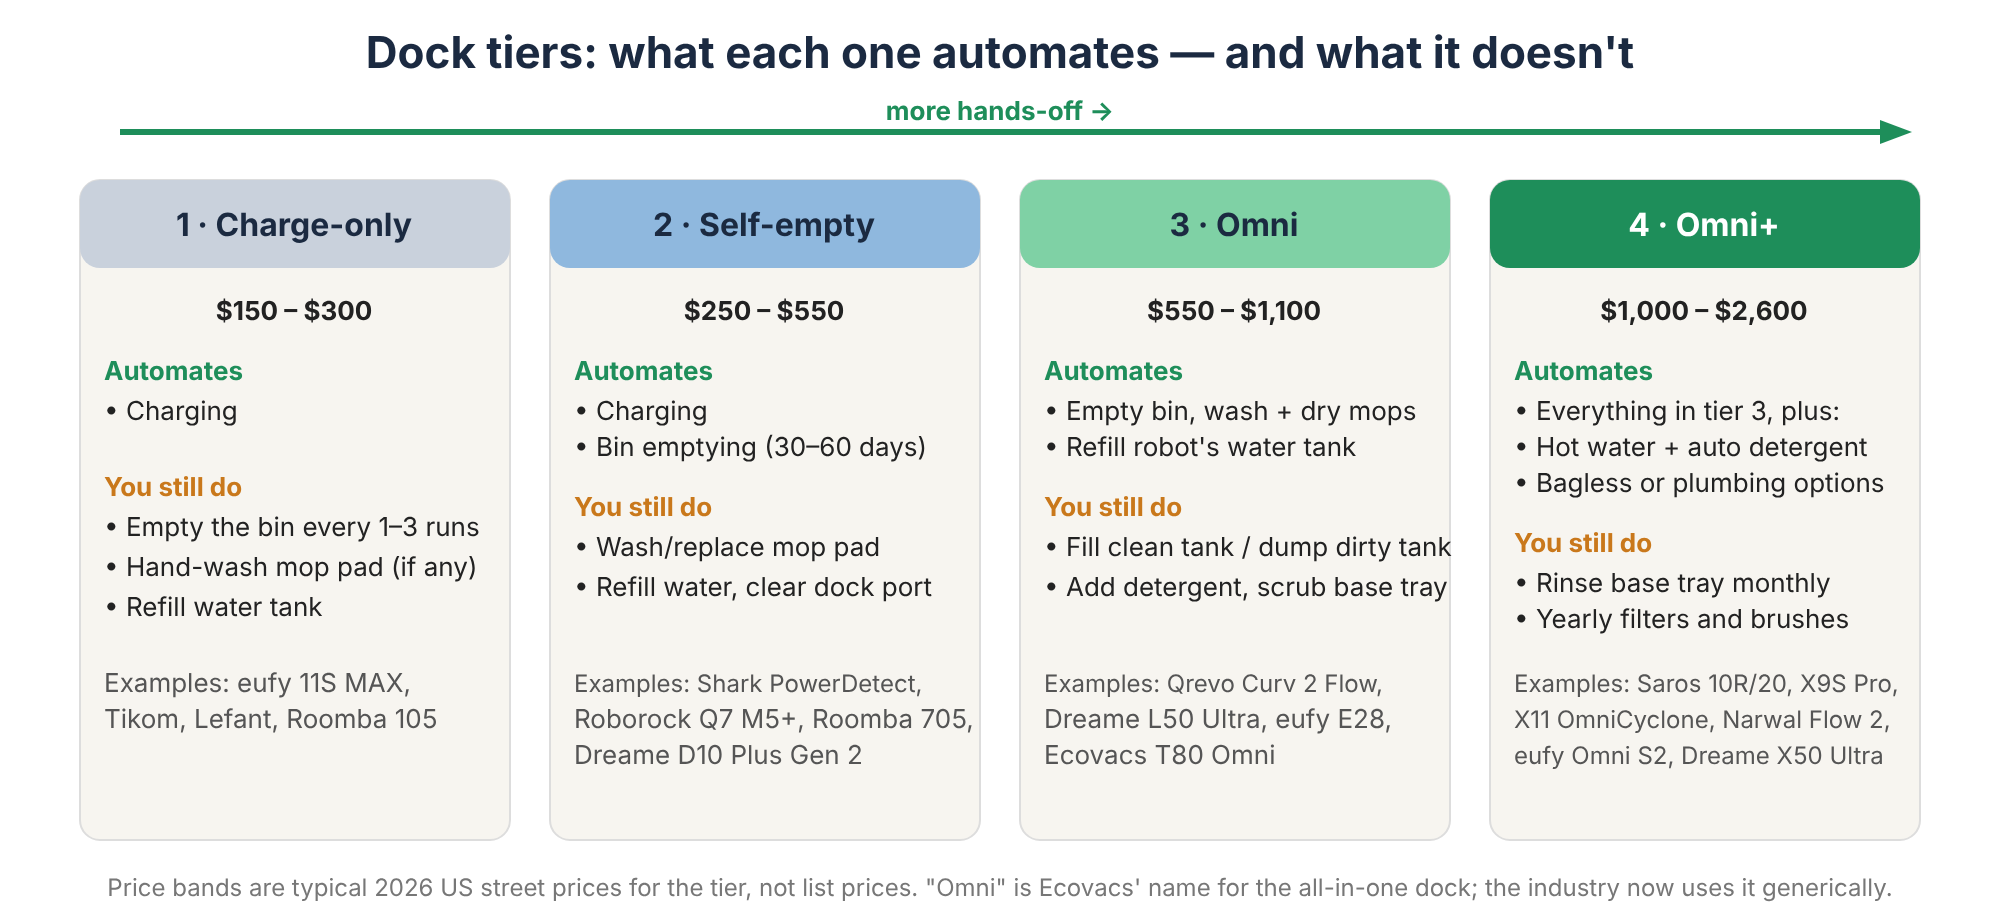 Dock tiers: what each one automates — and what it doesn't
more hands-off →
1 · Charge-only
$150 – $300
Automates
• Charging
You still do
• Empty the bin every 1–3 runs
• Hand-wash mop pad (if any)
• Refill water tank
Examples: eufy 11S MAX,
Tikom, Lefant, Roomba 105
2 · Self-empty
$250 – $550
Automates
• Charging
• Bin emptying (30–60 days)
You still do
• Wash/replace mop pad
• Refill water, clear dock port
Examples: Shark PowerDetect,
Roborock Q7 M5+, Roomba 705,
Dreame D10 Plus Gen 2
3 · Omni
$550 – $1,100
Automates
• Empty bin, wash + dry mops
• Refill robot's water tank
You still do
• Fill clean tank / dump dirty tank
• Add detergent, scrub base tray
Examples: Qrevo Curv 2 Flow,
Dreame L50 Ultra, eufy E28,
Ecovacs T80 Omni
4 · Omni+
$1,000 – $2,600
Automates
• Everything in tier 3, plus:
• Hot water + auto detergent
• Bagless or plumbing options
You still do
• Rinse base tray monthly
• Yearly filters and brushes
Examples: Saros 10R/20, X9S Pro,
X11 OmniCyclone, Narwal Flow 2,
eufy Omni S2, Dreame X50 Ultra
Price bands are typical 2026 US street prices for the tier, not list prices. "Omni" is Ecovacs' name for the all-in-one dock; the industry now uses it generically.